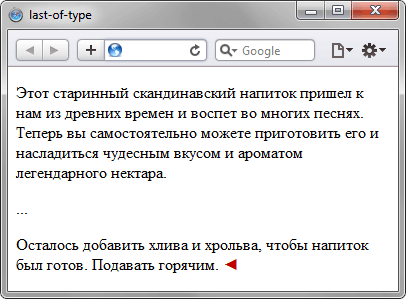 last-of-type
Google
Этот старинный скандинавский напиток пришел к
нам из древних времен и воспет во многих песнях.
Теперь вы самостоятельно можете приготовить его и
насладиться чудесным вкусом и ароматом
легендарного нектара.
...
Осталось добавить хлива и хрольва, чтобы напиток
был готов. Подавать горячим. ◄